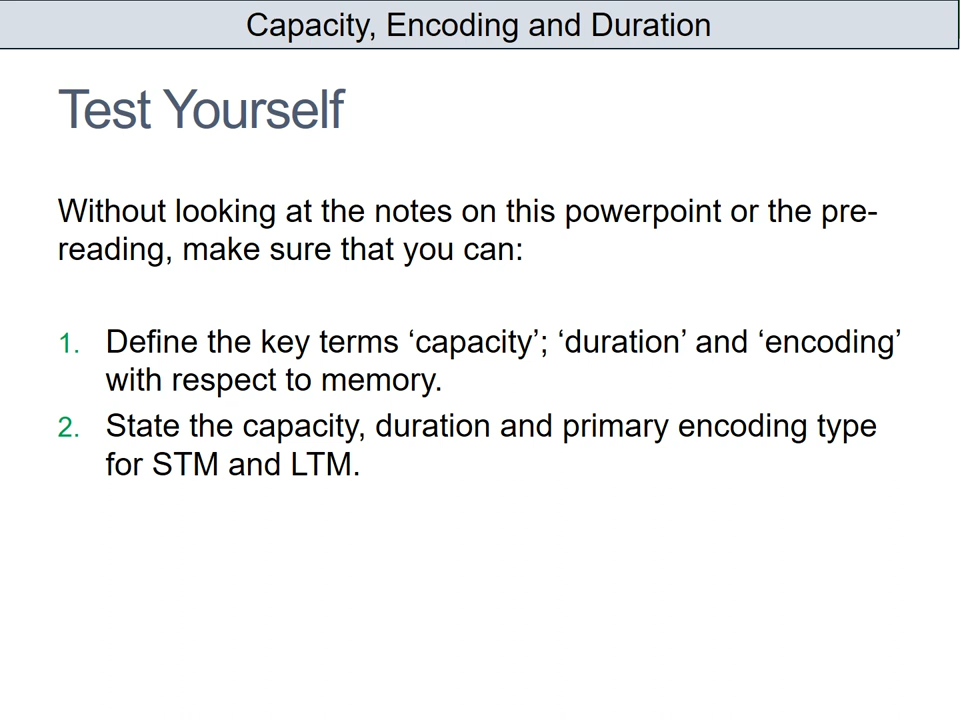 Capacity, Encoding and Duration
Test Yourself
Without looking at the notes on this powerpoint or the pre-
reading, make sure that you can:
1. Define the key terms ‘capacity’; ‘duration’ and ‘encoding’
with respect to memory.
2. State the capacity, duration and primary encoding type
for STM and LTM.